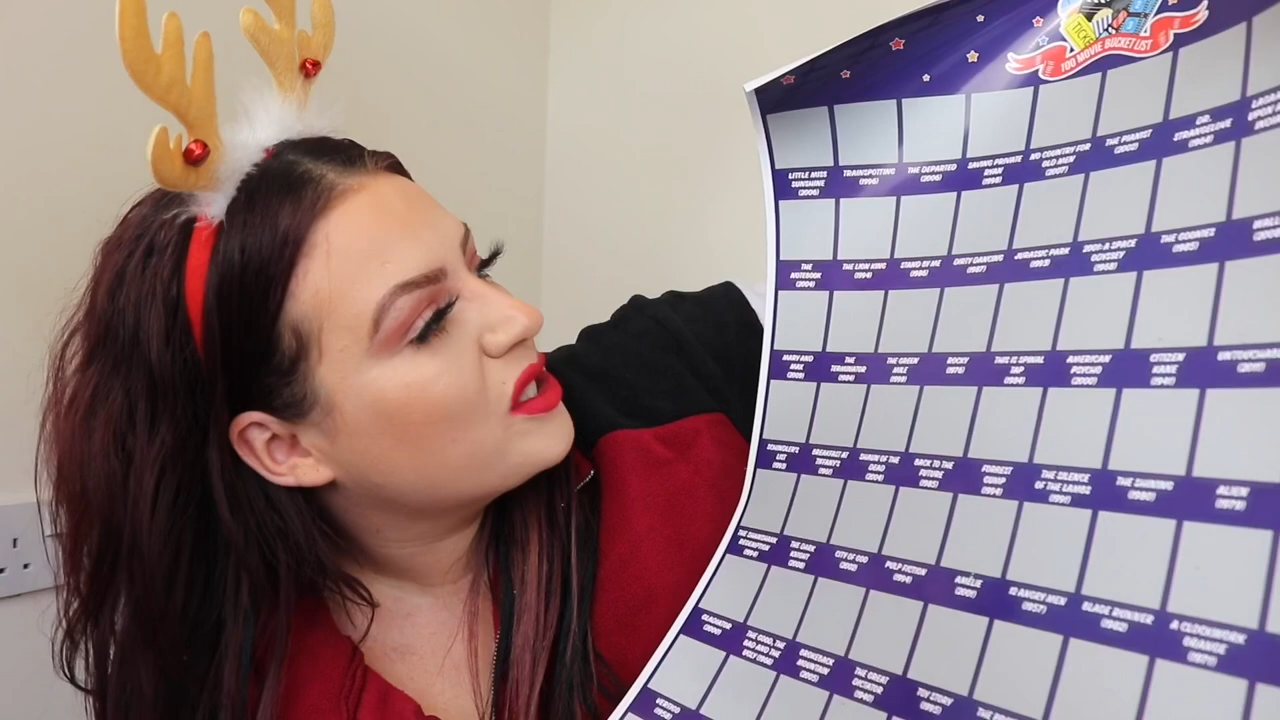 TICKET
100 MOVIE BUCKET LIST
LITTLE MISS
SUNSHINE
(2006)
TRAINSPOTTING
(1996)
THE DEPARTED
(2006)
SAVING PRIVATE
RYAN
(1998)
NO COUNTRY FOR
OLD MEN
(2007)
THE PIANIST
(2002)
DR.
STRANGELOVE
(1964)
THE
NOTEBOOK
(2004)
THE LION KING
(1994)
STAND BY ME
(1986)
DIRTY DANCING
(1987)
JURASSIC PARK
(1993)
2001: A SPACE
ODYSSEY
(1968)
THE GOONIES
(1985)
WALL
MARY AND
MAX
(2009)
THE
TERMINATOR
(1984)
THE GREEN
MILE
(1999)
ROCKY
(1976)
THIS IS SPINAL
TAP
(1984)
AMERICAN
PSYCHO
(2000)
CITIZEN
KANE
(1941)
UNTOUCHAB
(2011)
SCHINDLER'S
LIST
(1993)
BREAKFAST AT
TIFFANY'S
(1961)
SHAUN OF THE
DEAD
(2004)
BACK TO THE
FUTURE
(1985)
FORREST
GUMP
(1994)
THE SILENCE
OF THE LAMBS
(1991)
THE SHINING
(1980)
ALIEN
(1979)
THE SHAWSHANK
REDEMPTION
(1994)
THE DARK
KNIGHT
(2008)
CITY OF GOD
(2002)
PULP FICTION
(1994)
AMÉLIE
(2001)
12 ANGRY MEN
(1957)
BLADE RUNNER
(1982)
A CLOCKWORK
ORANGE
(1971)
GLADIATOR
(2000)
THE GOOD, THE
BAD AND THE
UGLY (1966)
BROKEBACK
MOUNTAIN
(2005)
THE GREAT
DICTATOR
(1940)
TOY STORY
(1995)
VERTIGO
(1958)